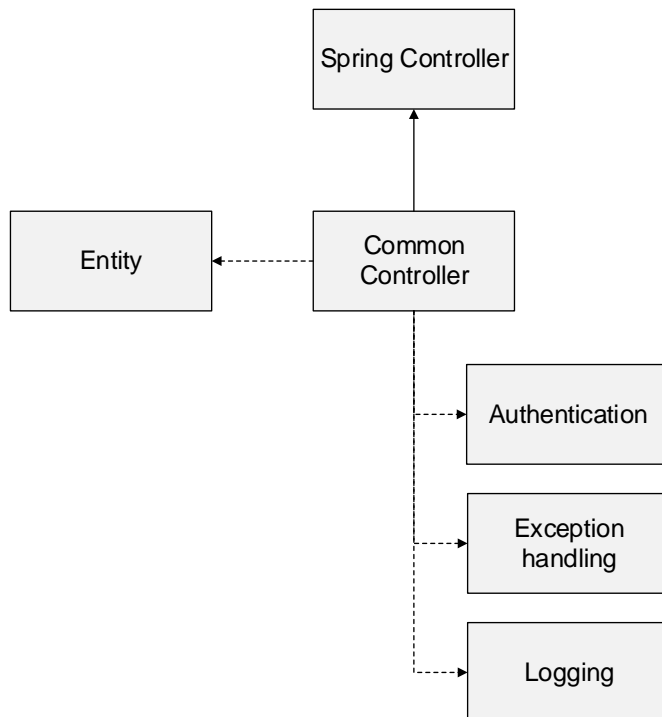 Spring Controller
Entity
Common
Controller
Authentication
Exception
handling
Logging